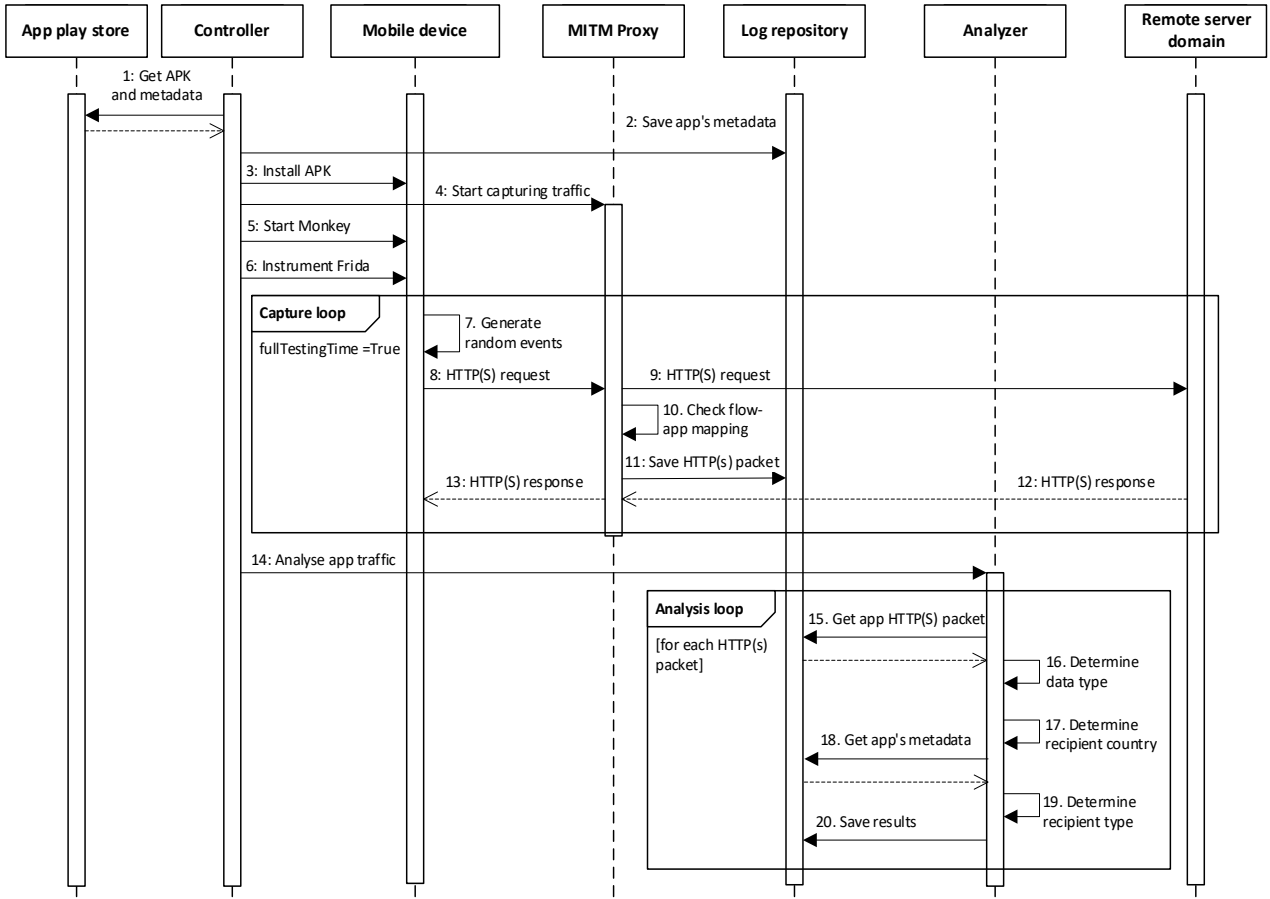 App play store
Controller
Mobile device
MITM Proxy
Log repository
Analyzer
Remote server
domain
1: Get APK
and metadata
2: Save app's metadata
3: Install APK
4: Start capturing traffic
5: Start Monkey
6: Instrument Frida
Capture loop
fullTestingTime =True
7. Generate
random events
8: HTTP(S) request
9: HTTP(S) request
10. Check flow-
app mapping
11: Save HTTP(s) packet
13: HTTP(S) response
12: HTTP(S) response
14: Analyse app traffic
Analysis loop
[for each HTTP(s)
packet]
15. Get app HTTP(S) packet
16. Determine
data type
17. Determine
recipient country
18. Get app's metadata
19. Determine
recipient type
20. Save results